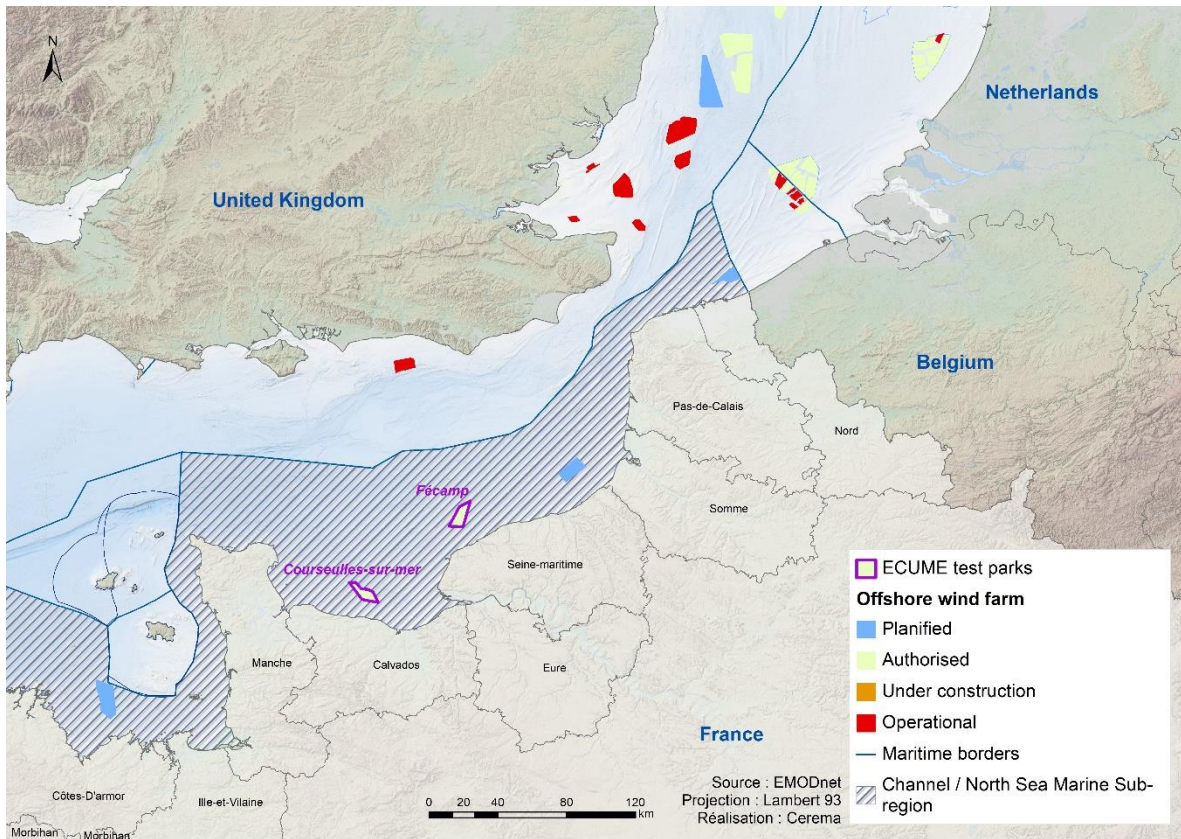 N
Netherlands
United Kingdom
Belgium
Pas-de-Calais
Nord
Fécamp
Somme
Seine-maritime
Courseulles-sur-mer
Manche
Calvados
Eure
France
Côtes-D'armor
Ille-et-Vilaine
Morbihan
Morbihan
ECUME test parks
Offshore wind farm
Planified
Authorised
Under construction
Operational
Maritime borders
Channel / North Sea Marine Sub-
region
Source : EMODnet
Projection : Lambert 93
Réalisation : Cerema
0 20 40 80 120
km